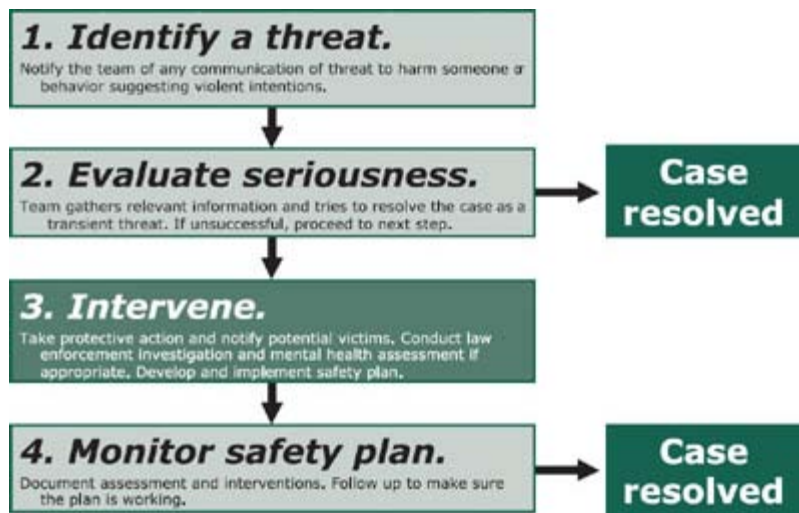 1. Identify a threat.
Notify the team of any communication of threat to harm someone or
behavior suggesting violent intentions.
2. Evaluate seriousness.
Team gathers relevant information and tries to resolve the case as a
transient threat. If unsuccessful, proceed to next step.
Case
resolved
3. Intervene.
Take protective action and notify potential victims. Conduct law
enforcement investigation and mental health assessment if
appropriate. Develop and implement safety plan.
4. Monitor safety plan.
Document assessment and interventions. Follow up to make sure
the plan is working.
Case
resolved